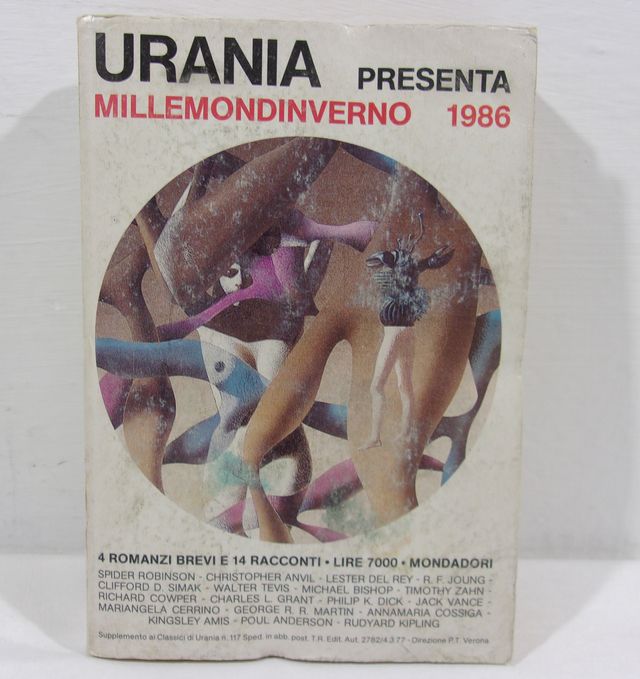 URANIA PRESENTA
MILLEMONDINVERNO 1986
4 ROMANZI BREVI E 14 RACCONTI • LIRE 7000 • MONDADORI
SPIDER ROBINSON - CHRISTOPHER ANVIL - LESTER DEL REY - R. F. JOUNG -
CLIFFORD D. SIMAK - WALTER TEVIS - MICHAEL BISHOP - TIMOTHY ZAHN -
RICHARD COWPER - CHARLES L. GRANT - PHILIP K. DICK - JACK VANCE -
MARIANGELA CERRINO - GEORGE R. R. MARTIN - ANNAMARIA COSSIGA -
KINGSLEY AMIS - POUL ANDERSON - RUDYARD KIPLING
Supplemento ai Classici di Urania n. 117 Sped. in abb. post. T.R. Edit. Aut. 2782/4.3.77 - Direzione P.T. Verona